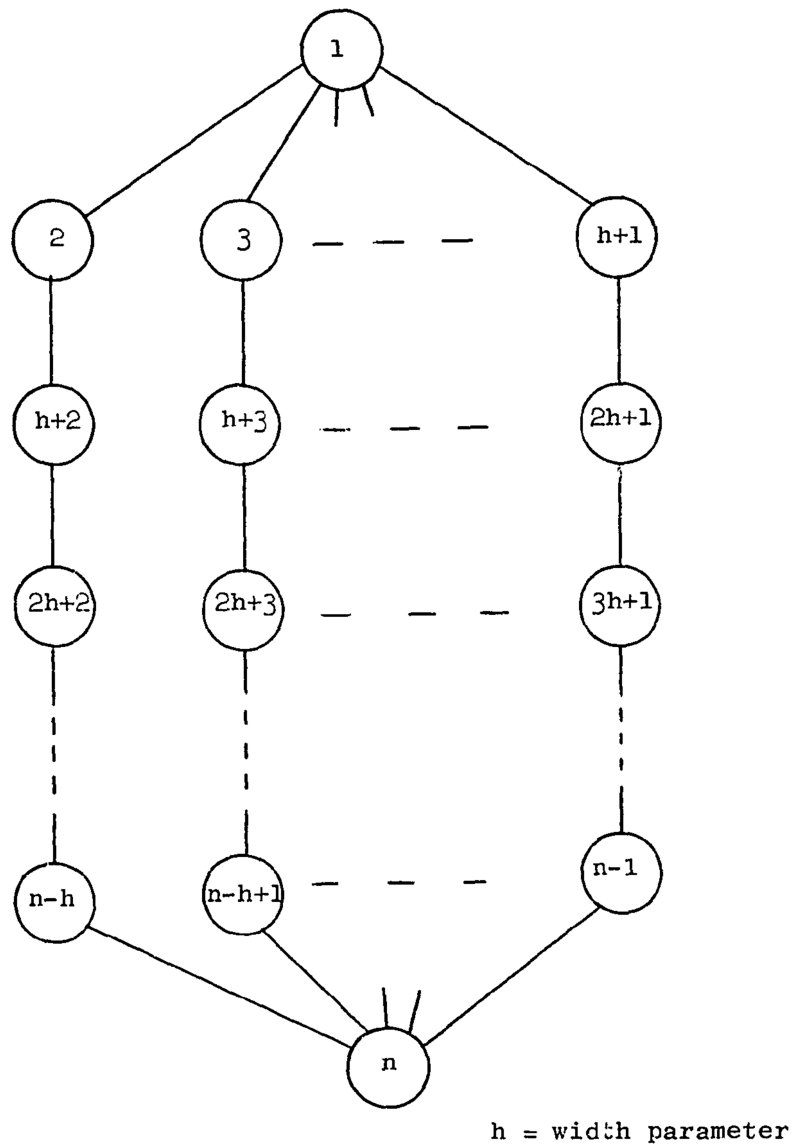 1
2 3 h+1
h+2 h+3 2h+1
2h+2 2h+3 3h+1
n-h n-h+1 n-1
n
h = width parameter